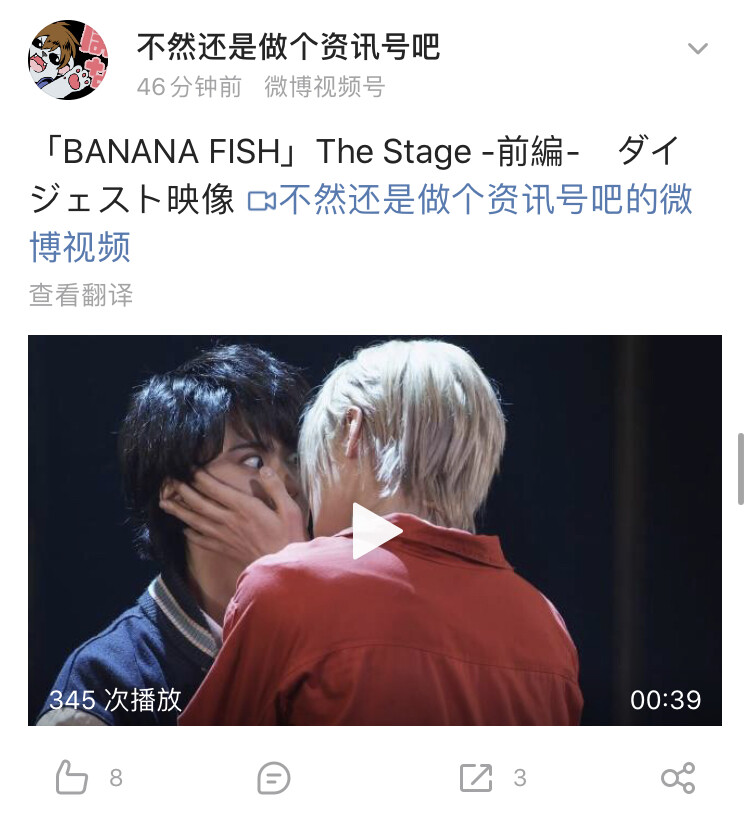 不然还是做个资讯号吧
46分钟前 微博视频号
「BANANA FISH」The Stage -前編-　ダイ
ジェスト映像 不然还是做个资讯号吧的微
博视频
查看翻译
345 次播放
00:39
8
3